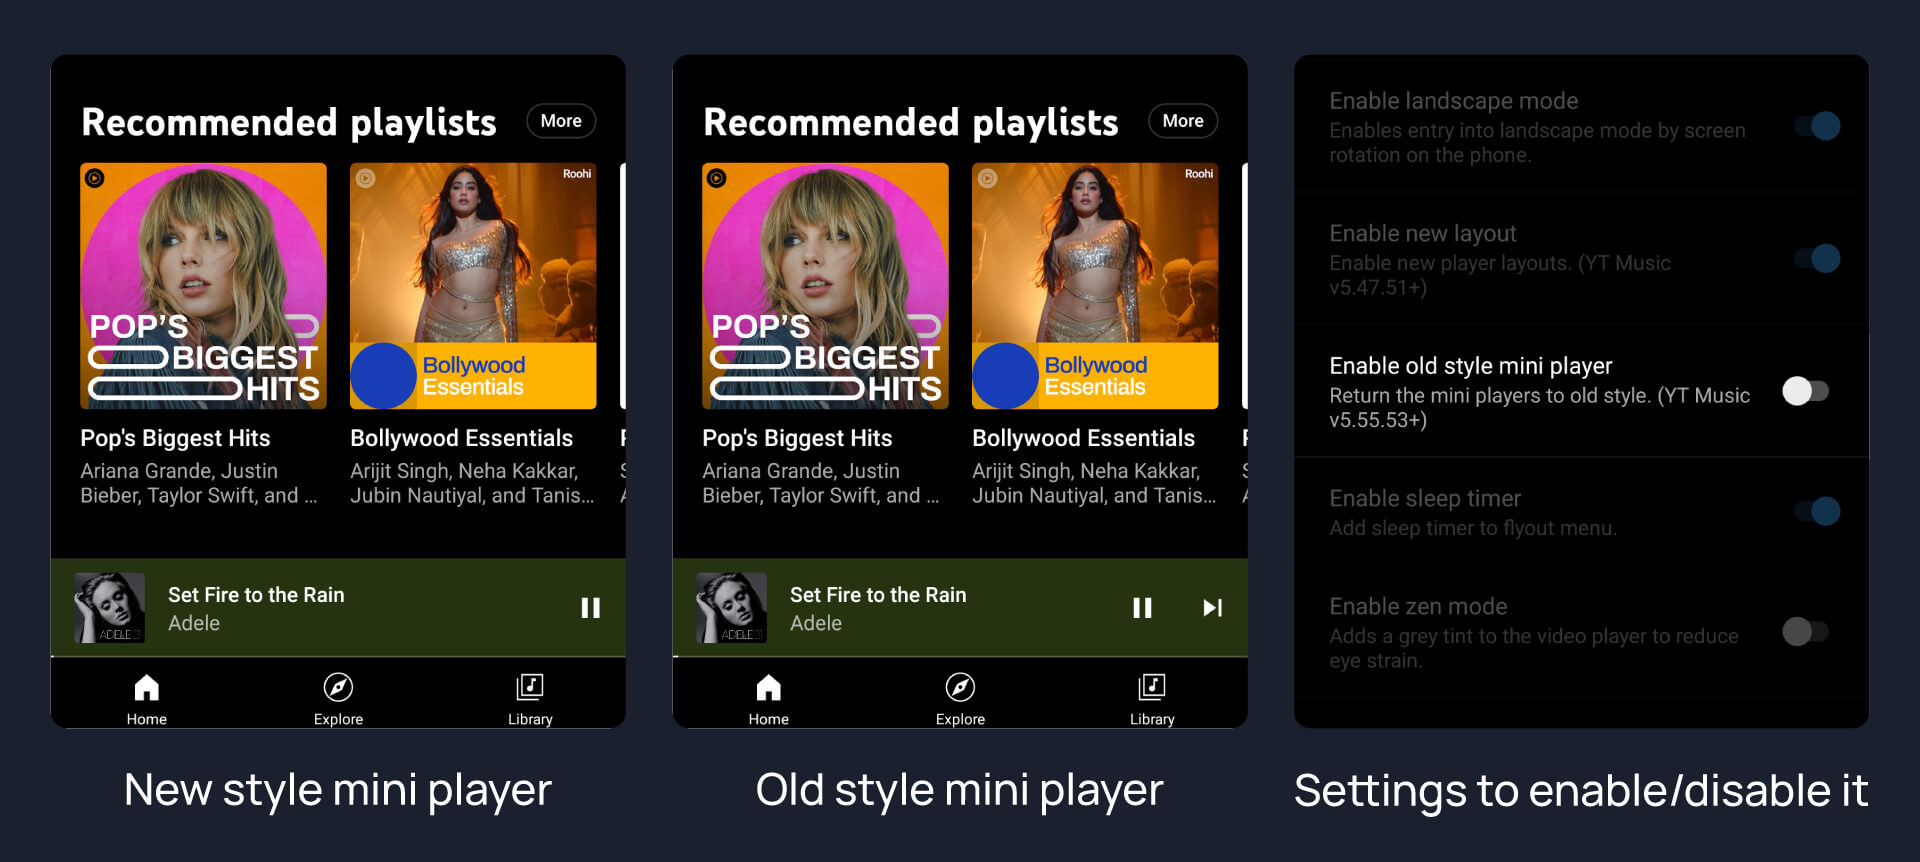 Recommended playlists
More
Roohi
POP'S
BIGGEST
HITS
Bollywood
Essentials
Pop's Biggest Hits
Ariana Grande, Justin
Bieber, Taylor Swift, and ...
Bollywood Essentials
Arijit Singh, Neha Kakkar,
Jubin Nautiyal, and Tanis...
ADELE 21
Set Fire to the Rain
Adele
Home
Explore
Library
New style mini player
Recommended playlists
More
Roohi
POP'S
BIGGEST
HITS
Bollywood
Essentials
Pop's Biggest Hits
Ariana Grande, Justin
Bieber, Taylor Swift, and ...
Bollywood Essentials
Arijit Singh, Neha Kakkar,
Jubin Nautiyal, and Tanis...
ADELE 21
Set Fire to the Rain
Adele
Home
Explore
Library
Old style mini player
Enable landscape mode
Enables entry into landscape mode by screen
rotation on the phone.
Enable new layout
Enable new player layouts. (YT Music
v5.47.51+)
Enable old style mini player
Return the mini players to old style. (YT Music
v5.55.53+)
Enable sleep timer
Add sleep timer to flyout menu.
Enable zen mode
Adds a grey tint to the video player to reduce
eye strain.
Settings to enable/disable it